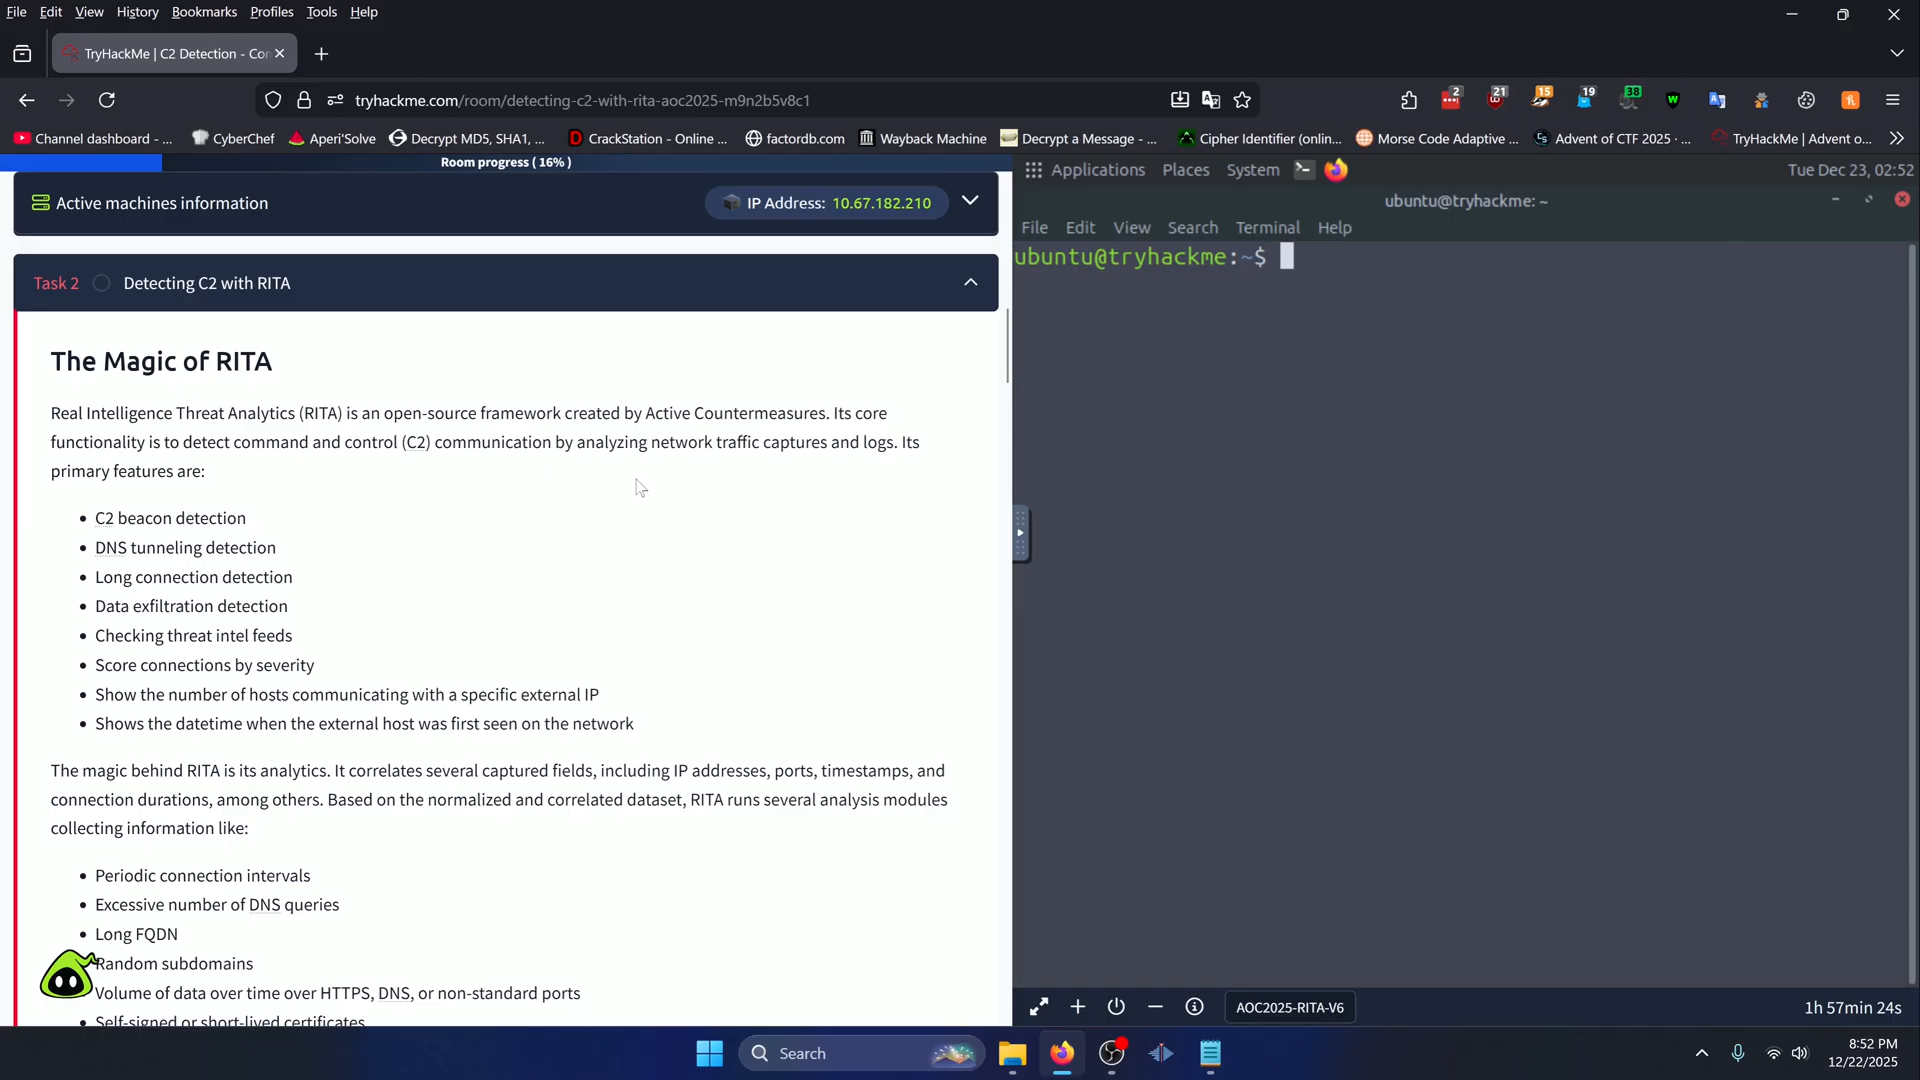 File Edit View History Bookmarks Profiles Tools Help
TryHackMe | C2 Detection - Con
tryhackme.com/room/detecting-c2-with-rita-aoc2025-m9n2b5v8c1
2 21 15 19 38
Channel dashboard - ... CyberChef Aperi'Solve Decrypt MD5, SHA1, ... CrackStation - Online ... factordb.com Wayback Machine Decrypt a Message - ... Cipher Identifier (onlin... Morse Code Adaptive ... Advent of CTF 2025 · ... TryHackMe | Advent o...
Room progress ( 16% )
Active machines information
IP Address: 10.67.182.210
Task 2 Detecting C2 with RITA
The Magic of RITA
Real Intelligence Threat Analytics (RITA) is an open-source framework created by Active Countermeasures. Its core
functionality is to detect command and control (C2) communication by analyzing network traffic captures and logs. Its
primary features are:
C2 beacon detection
DNS tunneling detection
Long connection detection
Data exfiltration detection
Checking threat intel feeds
Score connections by severity
Show the number of hosts communicating with a specific external IP
Shows the datetime when the external host was first seen on the network
The magic behind RITA is its analytics. It correlates several captured fields, including IP addresses, ports, timestamps, and
connection durations, among others. Based on the normalized and correlated dataset, RITA runs several analysis modules
collecting information like:
Periodic connection intervals
Excessive number of DNS queries
Long FQDN
Random subdomains
Volume of data over time over HTTPS, DNS, or non-standard ports
Self-signed or short-lived certificates
Applications Places System
Tue Dec 23, 02:52
ubuntu@tryhackme: ~
File Edit View Search Terminal Help
ubuntu@tryhackme:~$
AOC2025-RITA-V6
1h 57min 24s
Search
8:52 PM
12/22/2025